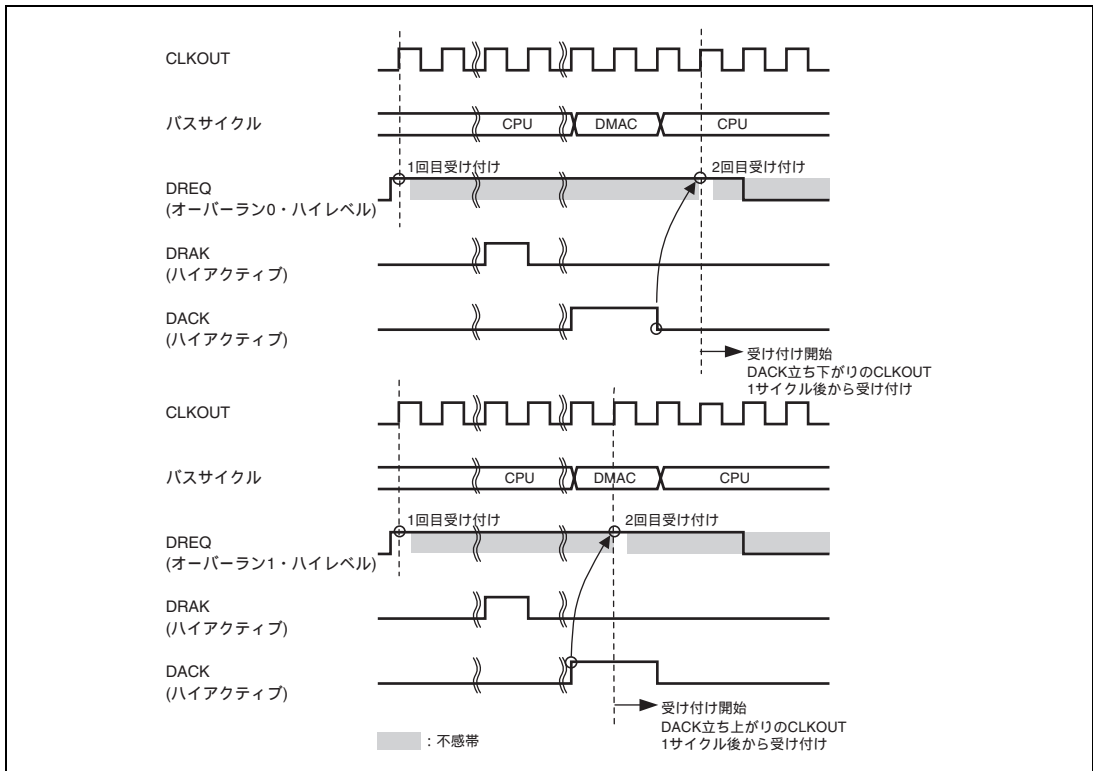 CLKOUT
バスサイクル
CPU
DMAC
CPU
1回目受け付け
2回目受け付け
DREQ
(オーバーラン0・ハイレベル)
DRAK
(ハイアクティブ)
DACK
(ハイアクティブ)
受け付け開始
DACK立ち下がりのCLKOUT
1サイクル後から受け付け
CLKOUT
バスサイクル
CPU
DMAC
CPU
1回目受け付け
2回目受け付け
DREQ
(オーバーラン1・ハイレベル)
DRAK
(ハイアクティブ)
DACK
(ハイアクティブ)
受け付け開始
DACK立ち上がりのCLKOUT
1サイクル後から受け付け
：不感帯